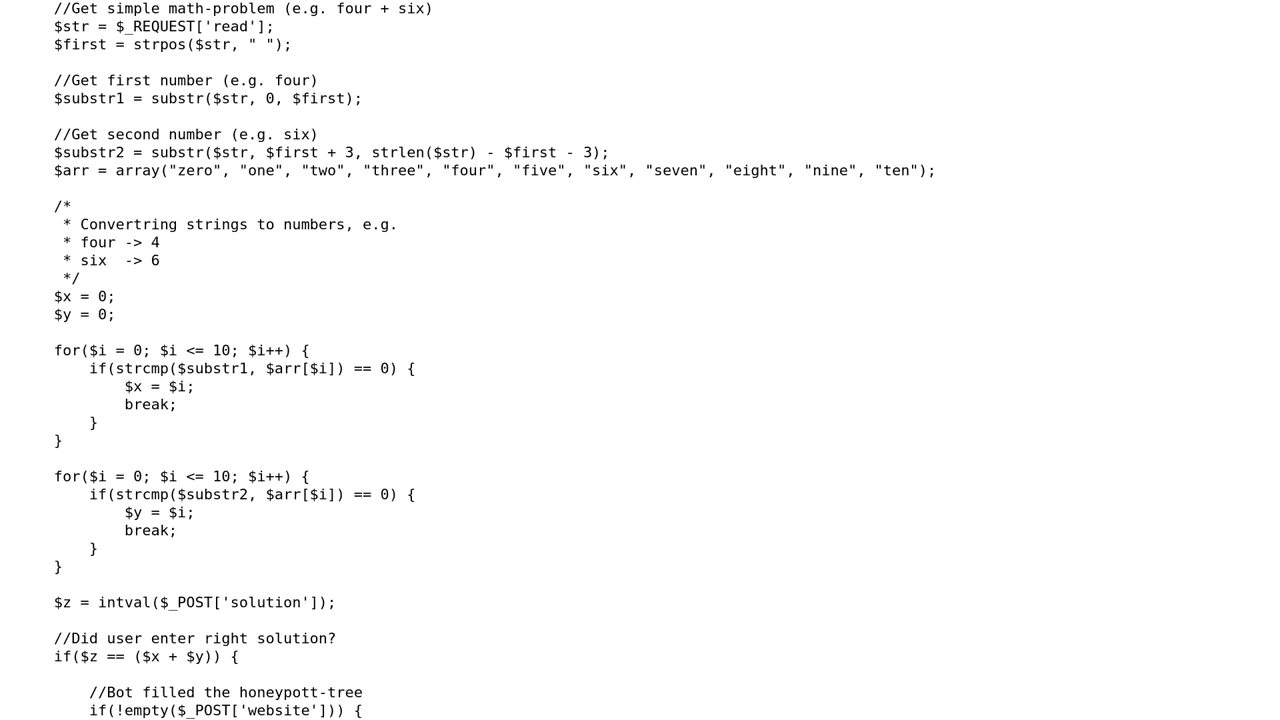 //Get simple math-problem (e.g. four + six)
$str = $_REQUEST['read'];
$first = strpos($str, " ");

//Get first number (e.g. four)
$substr1 = substr($str, 0, $first);

//Get second number (e.g. six)
$substr2 = substr($str, $first + 3, strlen($str) - $first - 3);
$arr = array("zero", "one", "two", "three", "four", "five", "six", "seven", "eight", "nine", "ten");

/*
 * Convertring strings to numbers, e.g.
 * four -> 4
 * six  -> 6
 */
$x = 0;
$y = 0;

for($i = 0; $i <= 10; $i++) {
    if(strcmp($substr1, $arr[$i]) == 0) {
        $x = $i;
        break;
    }
}

for($i = 0; $i <= 10; $i++) {
    if(strcmp($substr2, $arr[$i]) == 0) {
        $y = $i;
        break;
    }
}

$z = intval($_POST['solution']);

//Did user enter right solution?
if($z == ($x + $y)) {

    //Bot filled the honeypott-tree
    if(!empty($_POST['website'])) {